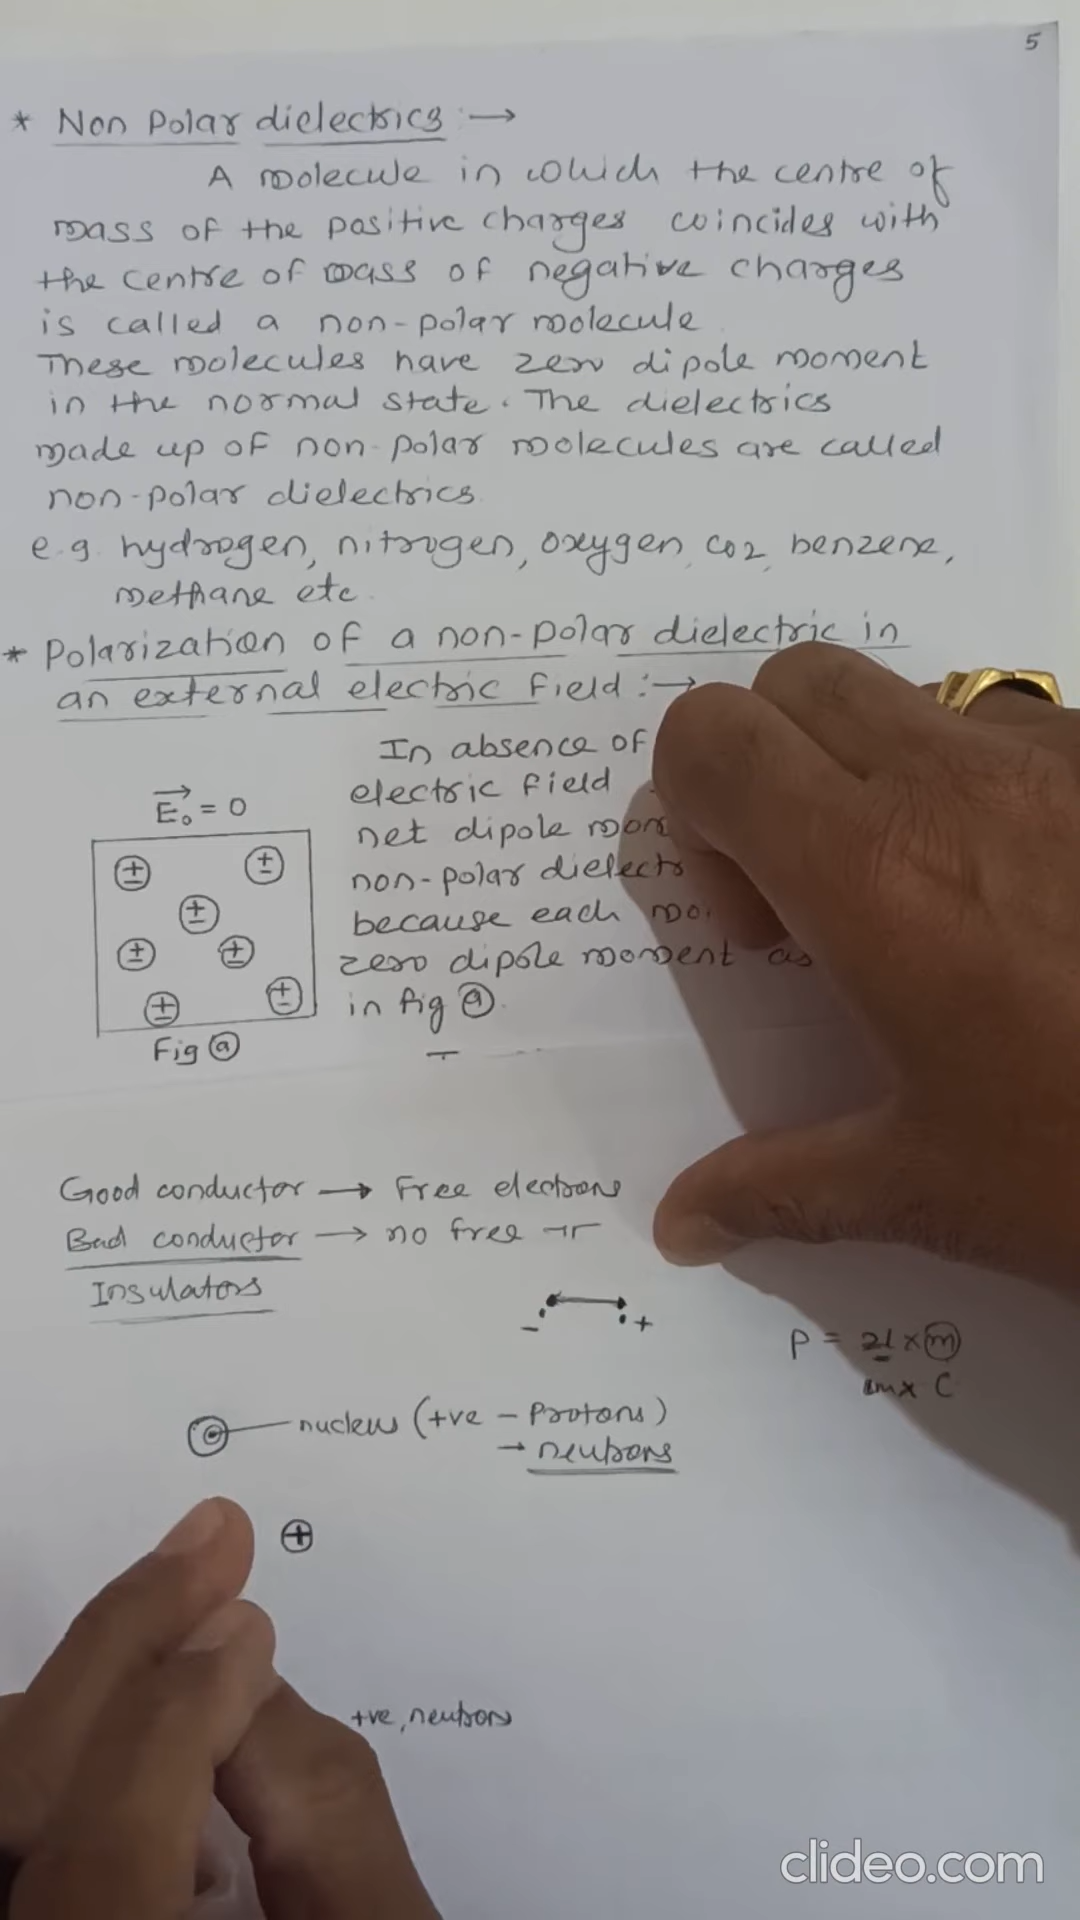 5
* Non Polar dielectrics :→
A molecule in which the centre of
mass of the positive charges coincides with
the centre of mass of negative charges
is called a non-polar molecule
These molecules have zero dipole moment
in the normal state. The dielectrics
made up of non-polar molecules are called
non-polar dielectrics.
e.g. hydrogen, nitrogen, oxygen, CO2, benzene,
methane etc.
* Polarization of a non-polar dielectric in
an external electric field :→
In absence of
electric field
net dipole mom
non-polar dielectr
because each mo
zero dipole moment as
in fig ⓐ.
E₀ = 0
Fig ⓐ
Good conductor → Free electrons
Bad conductor → no free
Insulators
- +
P = 2l × m
m × C
nucleus (+ve - Protons)
→ neutrons
+
+ve, neutrons
clideo.com